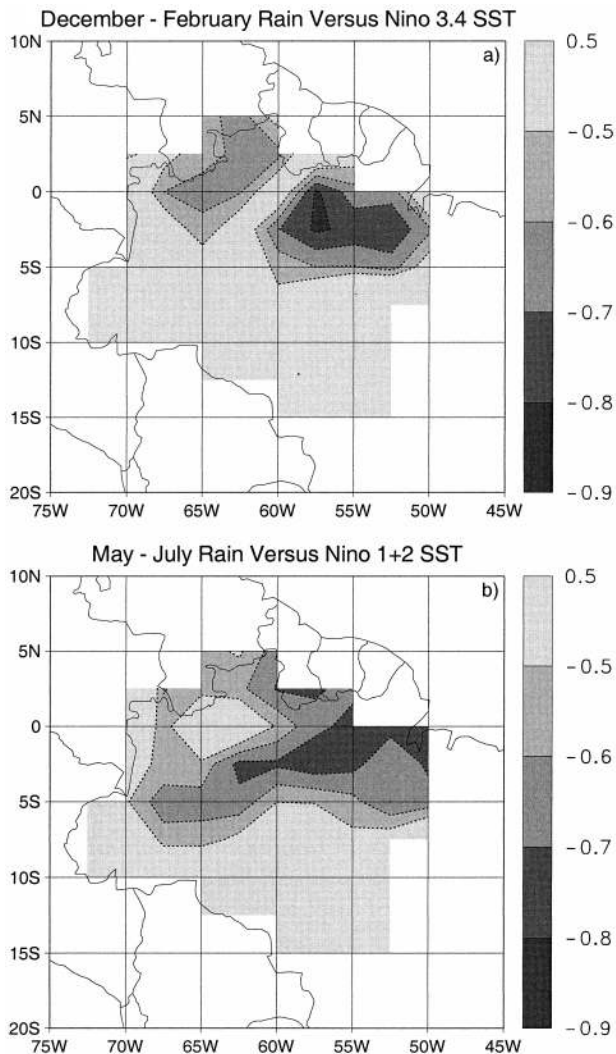 December - February Rain Versus Nino 3.4 SST
10N
a)
5N
0
5S
10S
15S
20S
75W 70W 65W 60W 55W 50W 45W
0.5
-0.5
-0.6
-0.7
-0.8
-0.9
May - July Rain Versus Nino 1+2 SST
10N
b)
5N
0
5S
10S
15S
20S
75W 70W 65W 60W 55W 50W 45W
0.5
-0.5
-0.6
-0.7
-0.8
-0.9